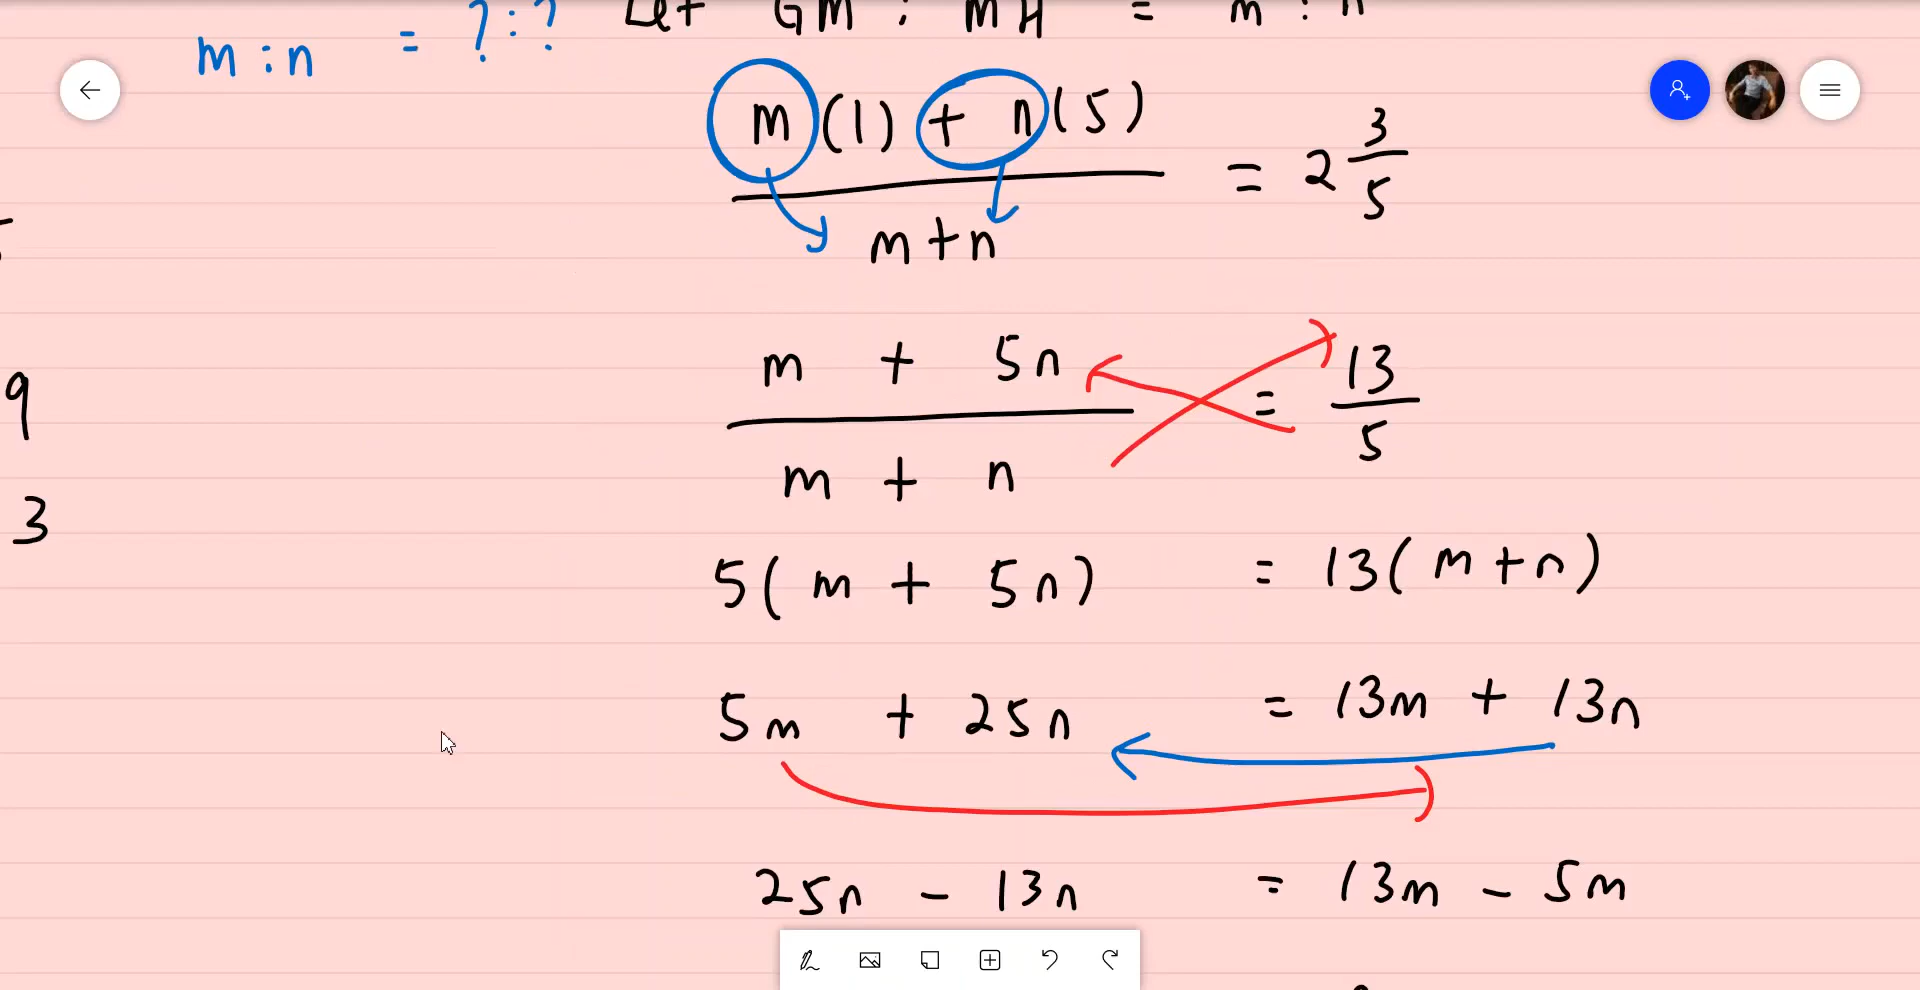 Let GM : MH = m : n
m : n = ? : ?
m(1) + n(5) / m+n = 2 3/5
m + 5n / m + n = 13/5
9
3
5( m + 5n) = 13( m + n)
5m + 25n = 13m + 13n
25n - 13n = 13m - 5m